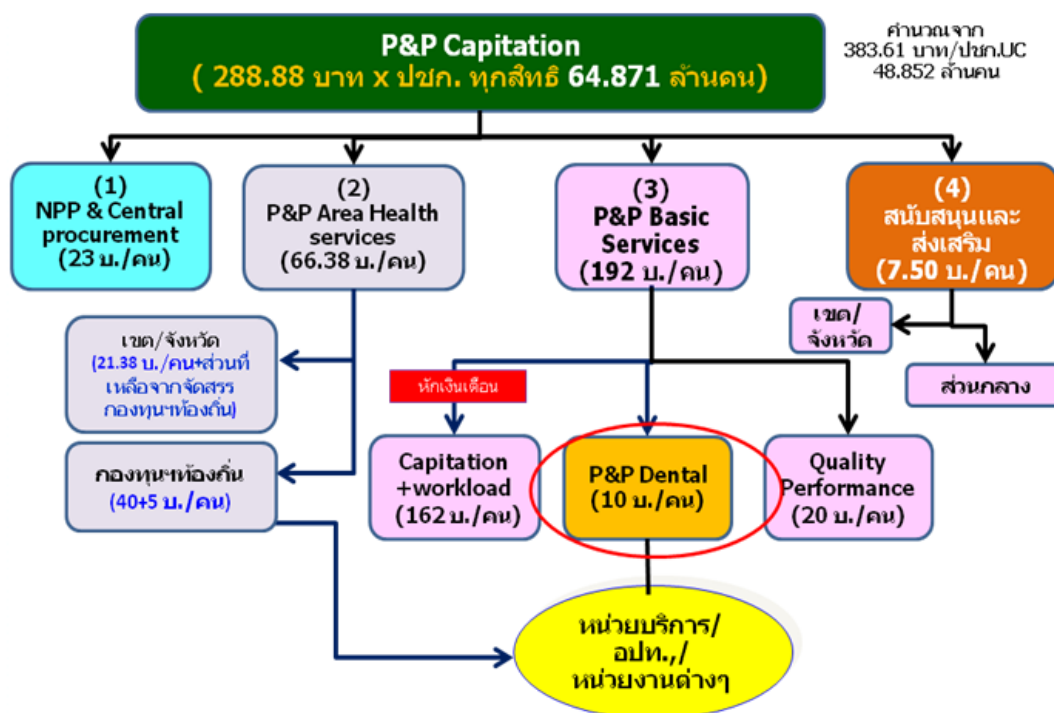 P&P Capitation
( 288.88 บาท x ปชก. ทุกสิทธิ 64.871 ล้านคน)
คำนวณจาก
383.61 บาท/ปชก.UC
48.852 ล้านคน
(1)
NPP & Central
procurement
(23 บ./คน)
(2)
P&P Area Health
services
(66.38 บ./คน)
(3)
P&P Basic
Services
(192 บ./คน)
(4)
สนับสนุนและ
ส่งเสริม
(7.50 บ./คน)
เขต/จังหวัด
(21.38 บ./คน+ส่วนที่
เหลือจากจัดสรร
กองทุนฯท้องถิ่น)
เขต/
จังหวัด
ส่วนกลาง
หักเงินเดือน
กองทุนฯท้องถิ่น
(40+5 บ./คน)
Capitation
+workload
(162 บ./คน)
P&P Dental
(10 บ./คน)
Quality
Performance
(20 บ./คน)
หน่วยบริการ/
อปท.,/
หน่วยงานต่างๆ